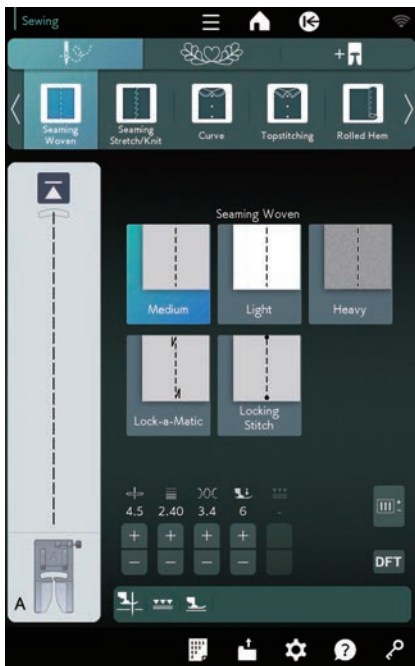 Sewing
Seaming
Woven
Seaming
Stretch/Knit
Curve
Topstitching
Rolled Hem
Seaming Woven
Medium
Light
Heavy
Lock-a-Matic
Locking
Stitch
4.5 2.40 3.4 6 -
+ + + +
- - - -
DFT
A